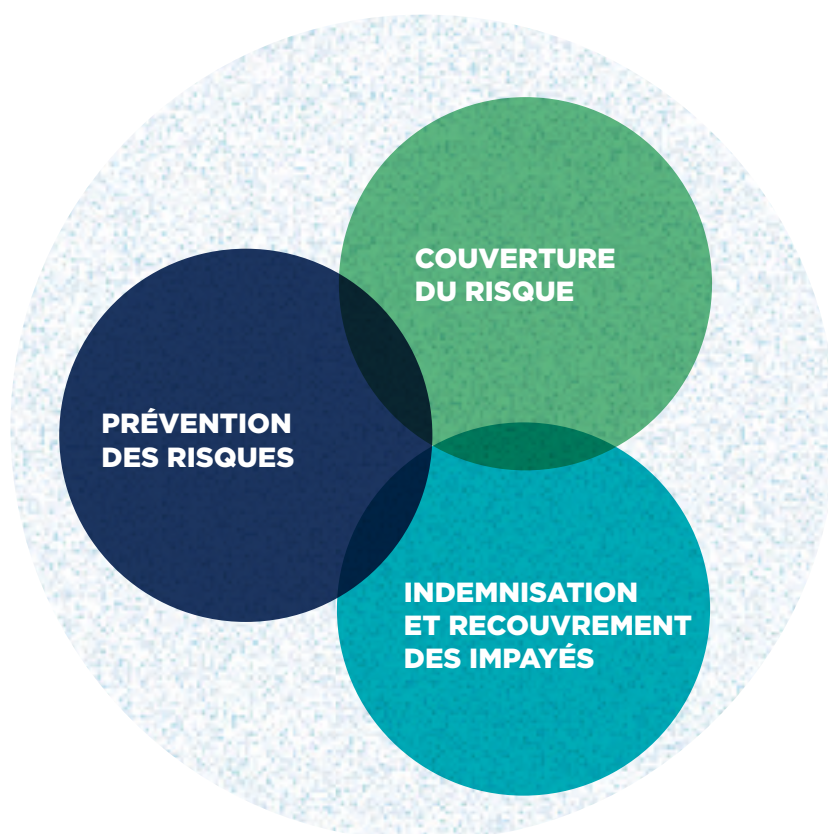 COUVERTURE
DU RISQUE
PRÉVENTION
DES RISQUES
INDEMNISATION
ET RECOUVREMENT
DES IMPAYÉS